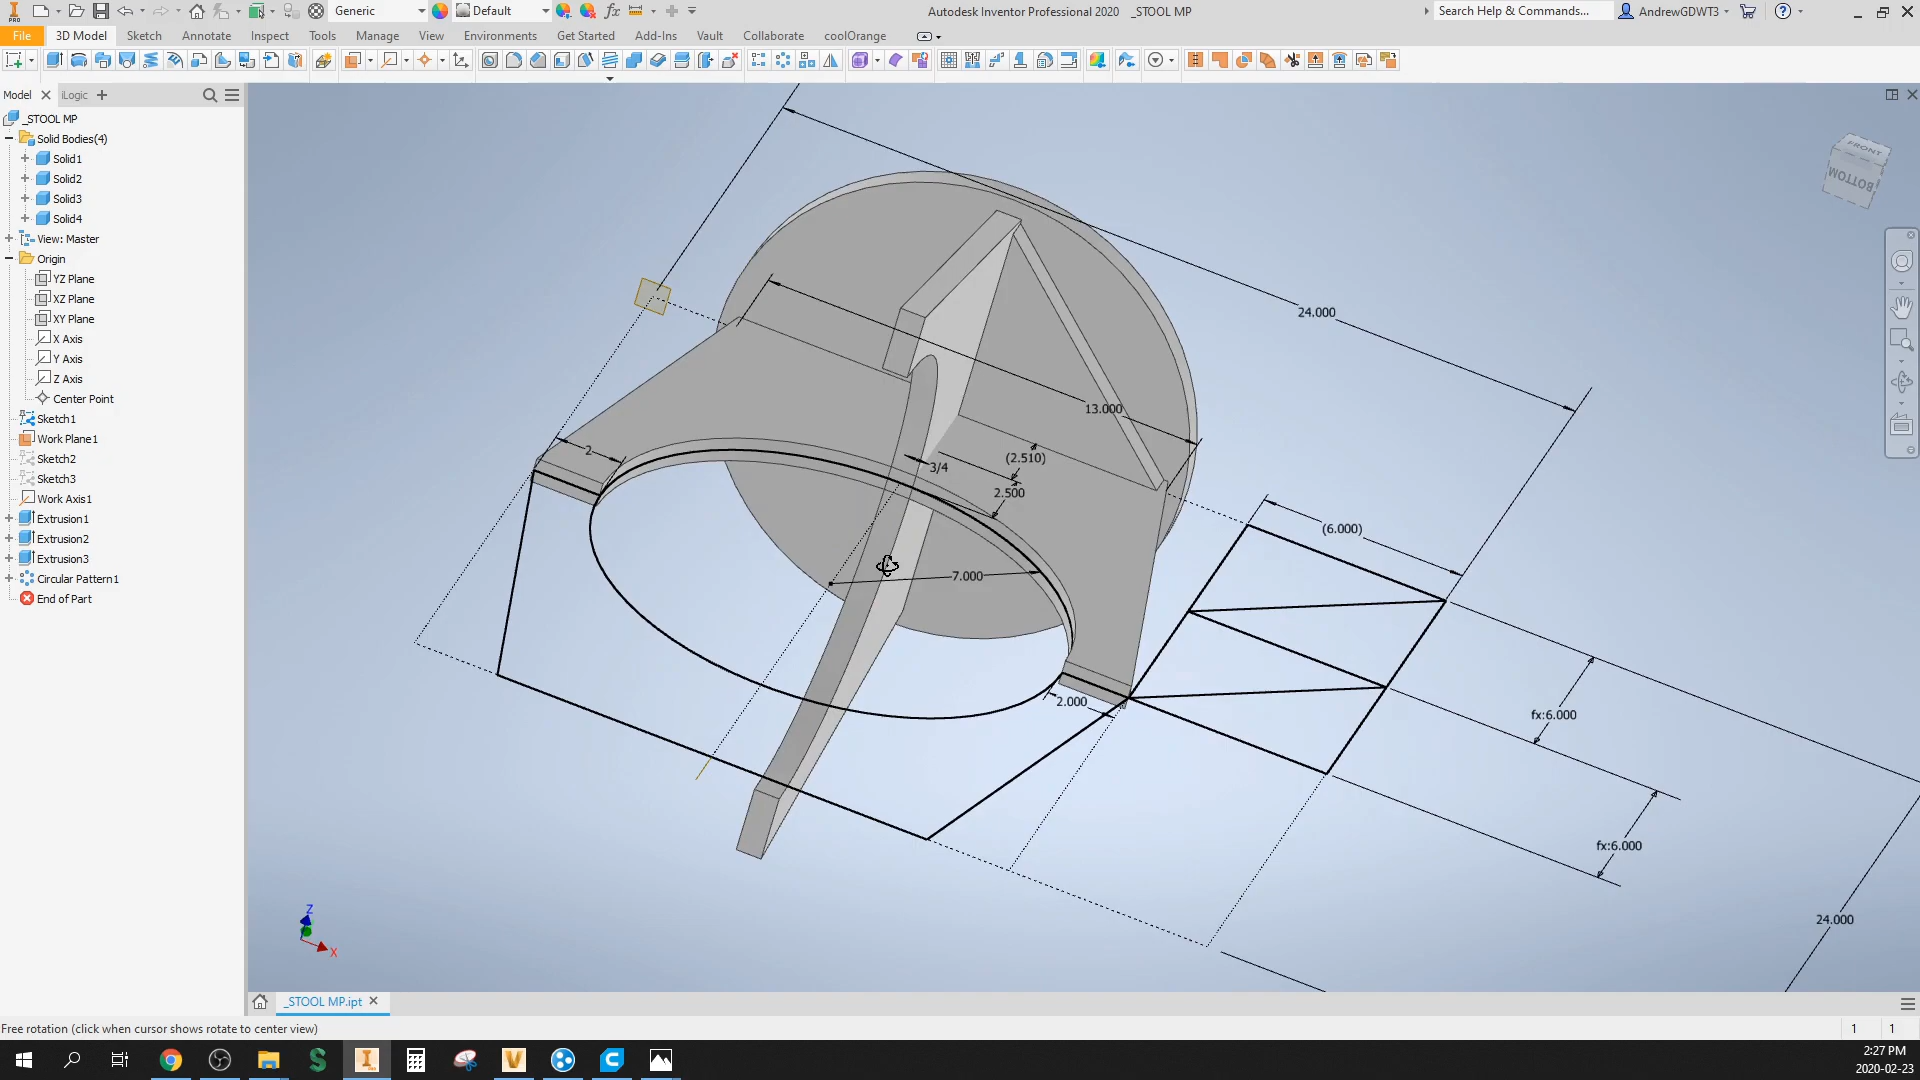 PRO
Generic
Default
fx
Autodesk Inventor Professional 2020 _STOOL MP
Search Help & Commands...
AndrewGDWT3
File
3D Model
Sketch
Annotate
Inspect
Tools
Manage
View
Environments
Get Started
Add-Ins
Vault
Collaborate
coolOrange
Model
iLogic
_STOOL MP
Solid Bodies(4)
Solid1
Solid2
Solid3
Solid4
View: Master
Origin
YZ Plane
XZ Plane
XY Plane
X Axis
Y Axis
Z Axis
Center Point
Sketch1
Work Plane1
Sketch2
Sketch3
Work Axis1
Extrusion1
Extrusion2
Extrusion3
Circular Pattern1
End of Part
FRONT
BOTTOM
24.000
13.000
2
(2.510)
3/4
2.500
(6.000)
7.000
2.000
fx:6.000
fx:6.000
24.000
Z
X
_STOOL MP.ipt
Free rotation (click when cursor shows rotate to center view)
1 1
2:27 PM
2020-02-23